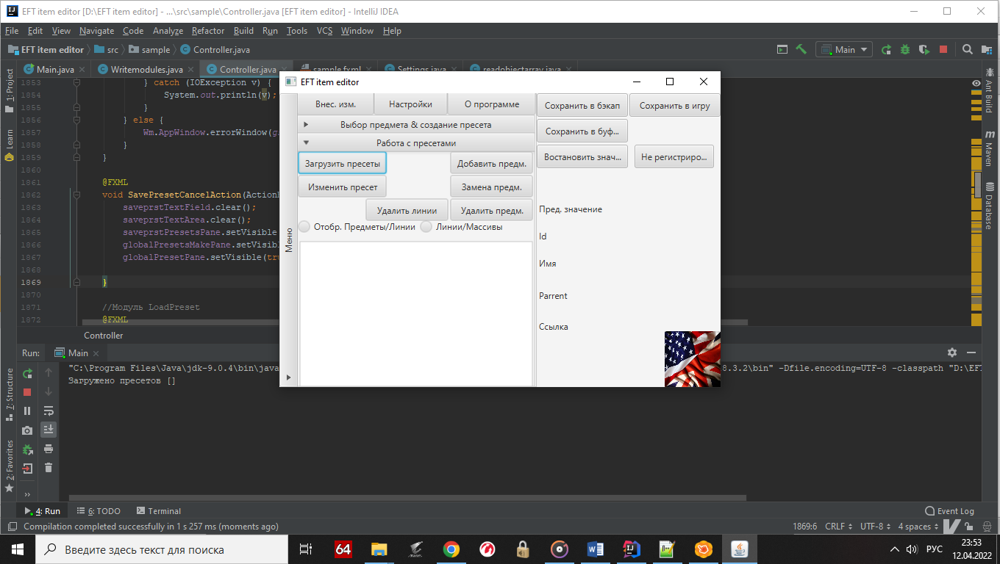 EFT item editor [D:\EFT item editor] - ...\src\sample\Controller.java [EFT item editor] - IntelliJ IDEA
File Edit View Navigate Code Analyze Refactor Build Run Tools VCS Window Help
EFT item editor src sample Controller.java Main
Main.java Writemodules.java Controller.java sample.fxml Settings.java readobjectarray.java
1: Project
Learn
7: Structure
2: Favorites
Ant Build
Maven
Database
1853 } catch (IOException v) {
1854 System.out.println(v);
1855 }
1856 } else {
1857 Wm.AppWindow.errorWindow(g
1858 }
1859 }
1860
1861 @FXML
1862 void SavePresetCancelAction(Action
1863 saveprstTextField.clear();
1864 saveprstTextArea.clear();
1865 saveprstPresetsPane.setVisible
1866 globalPresetsMakePane.setVisib
1867 globalPresetPane.setVisible(tru
1868
1869 }
1870
1871 //Модуль LoadPreset
1872 @FXML
Controller
EFT item editor
Меню
Внес. изм. Настройки О программе
Выбор предмета & создание пресета
Работа с пресетами
Загрузить пресеты Добавить предм.
Изменить пресет Замена предм.
Удалить линии Удалить предм.
Отобр. Предметы/Линии Линии/Массивы
Сохранить в бэкап Сохранить в игру
Сохранить в буф...
Востановить знач... Не регистриро...
Пред. значение
Id
Имя
Parrent
Ссылка
Run: Main
"C:\Program Files\Java\jdk-9.0.4\bin\java 8.3.2\bin" -Dfile.encoding=UTF-8 -classpath "D:\EFT
Загружено пресетов []
4: Run 6: TODO Terminal Event Log
Compilation completed successfully in 1 s 257 ms (moments ago) 1869:6 CRLF UTF-8 4 spaces
Введите здесь текст для поиска
64
РУС
23:53
12.04.2022